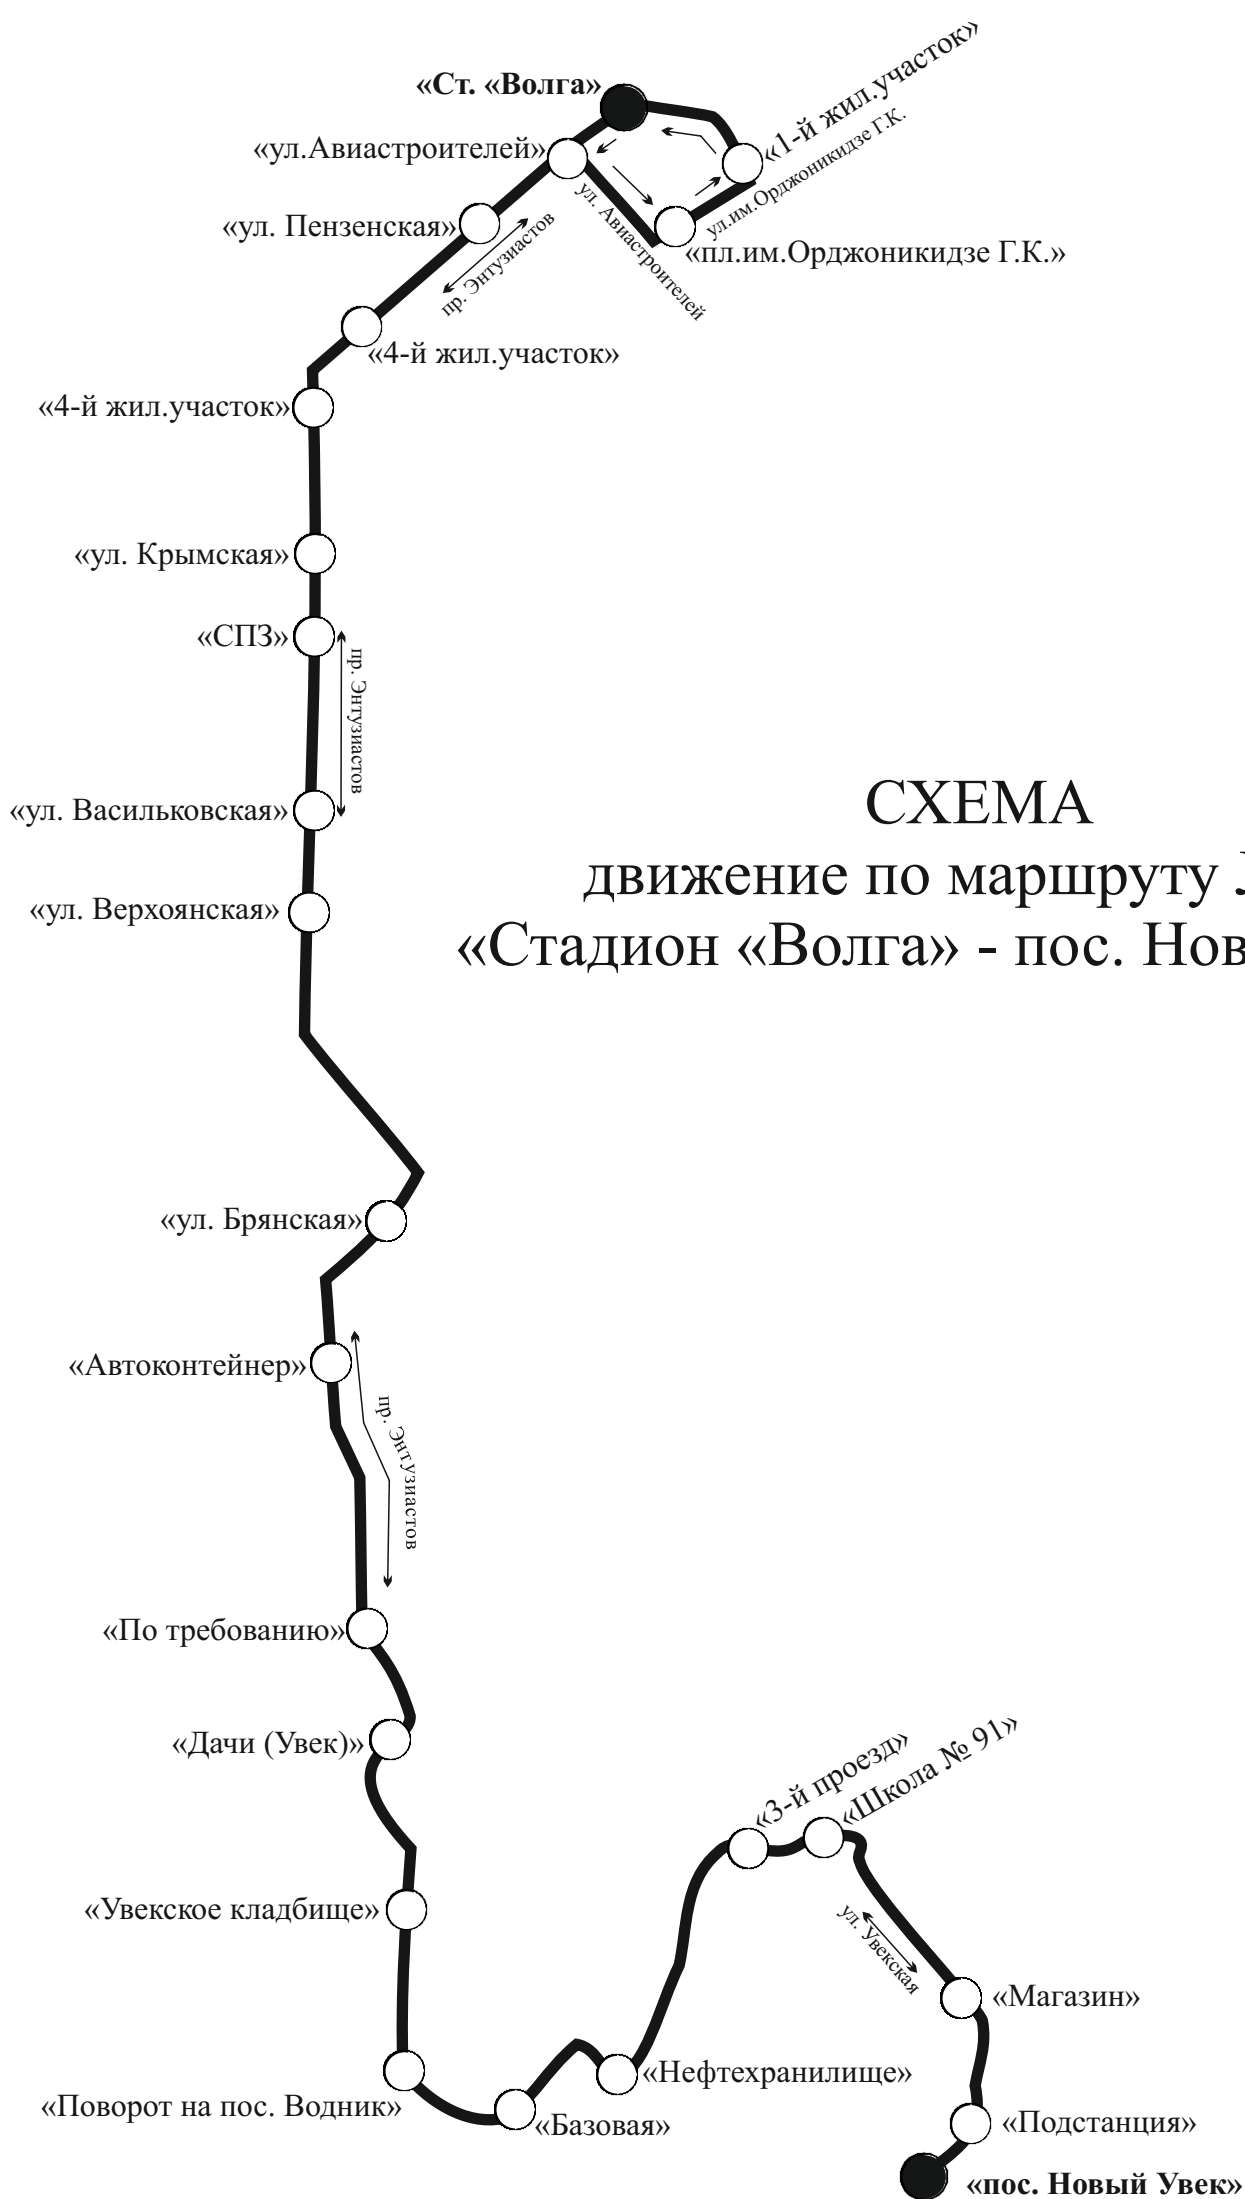 «Ст. «Волга»
«1-й жил.участок»
ул.им.Орджоникидзе Г.К.
«ул.Авиастроителей»
ул. Авиастроителей
«ул. Пензенская»
пр. Энтузиастов
«пл.им.Орджоникидзе Г.К.»
«4-й жил.участок»
«4-й жил.участок»
«ул. Крымская»
«СПЗ»
пр. Энтузиастов
«ул. Васильковская»
СХЕМА
движение по маршруту
«Стадион «Волга» - пос. Нов
«ул. Верхоянская»
«ул. Брянская»
«Автоконтейнер»
пр. Энтузиастов
«По требованию»
«Дачи (Увек)»
«3-й проезд»
«Школа № 91»
«Увекское кладбище»
ул. Увекская
«Магазин»
«Нефтехранилище»
«Поворот на пос. Водник»
«Базовая»
«Подстанция»
«пос. Новый Увек»